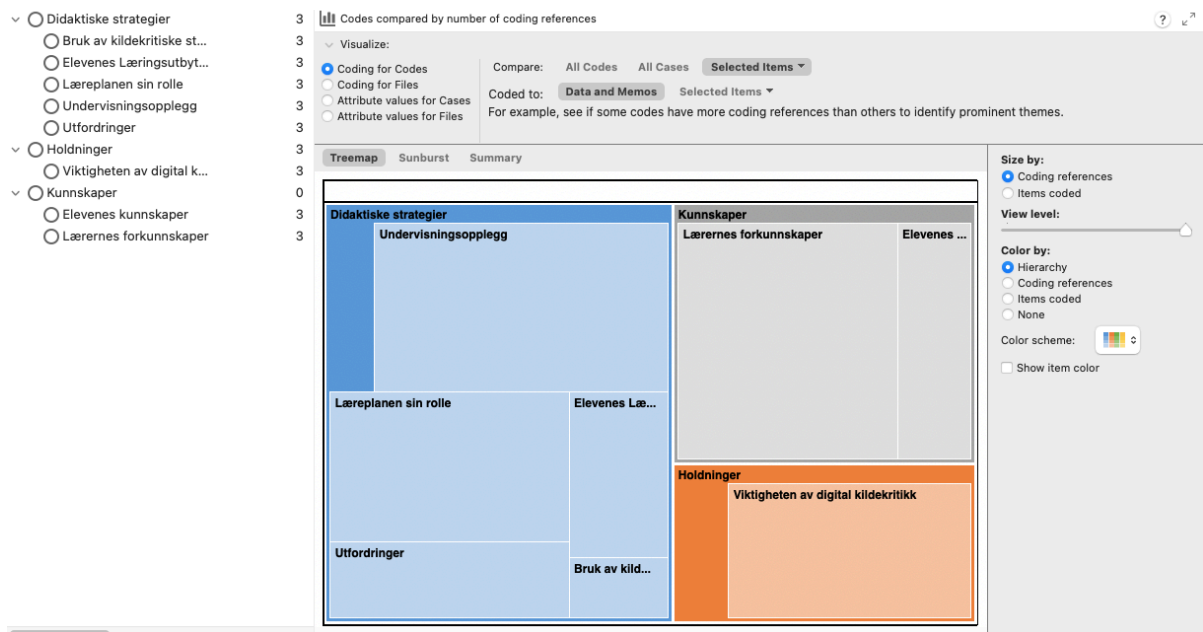 Didaktiske strategier 3
Bruk av kildekritiske st... 3
Elevenes Læringsutbyt... 3
Læreplanen sin rolle 3
Undervisningsopplegg 3
Utfordringer 3
Holdninger 3
Viktigheten av digital k... 3
Kunnskaper 0
Elevenes kunnskaper 3
Lærernes forkunnskaper 3
Codes compared by number of coding references ?
Visualize:
Coding for Codes
Coding for Files
Attribute values for Cases
Attribute values for Files
Compare: All Codes All Cases Selected Items
Coded to: Data and Memos Selected Items
For example, see if some codes have more coding references than others to identify prominent themes.
Treemap Sunburst Summary
Didaktiske strategier
Undervisningsopplegg
Læreplanen sin rolle
Elevenes Læ...
Utfordringer
Bruk av kild...
Kunnskaper
Lærernes forkunnskaper
Elevenes ...
Holdninger
Viktigheten av digital kildekritikk
Size by:
Coding references
Items coded
View level:
Color by:
Hierarchy
Coding references
Items coded
None
Color scheme:
Show item color